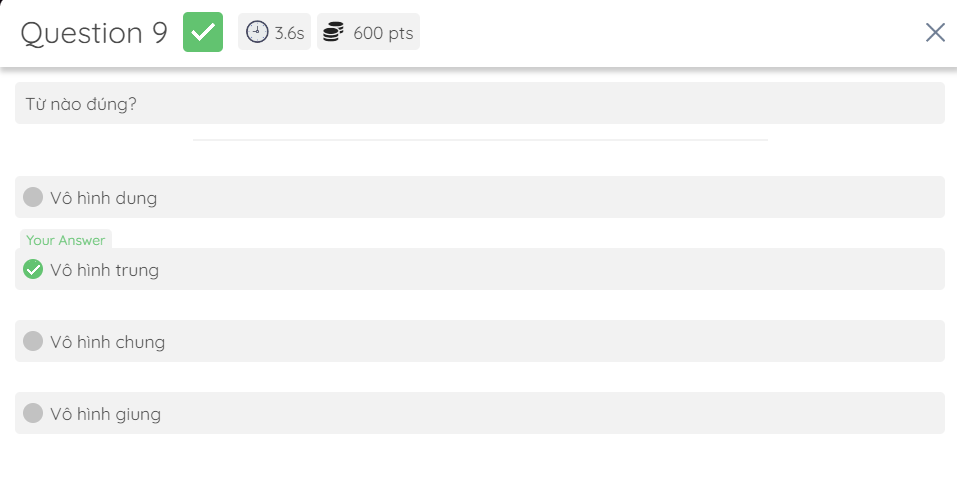 Question 9
3.6s
600 pts
Từ nào đúng?
Vô hình dung
Your Answer
Vô hình trung
Vô hình chung
Vô hình giung